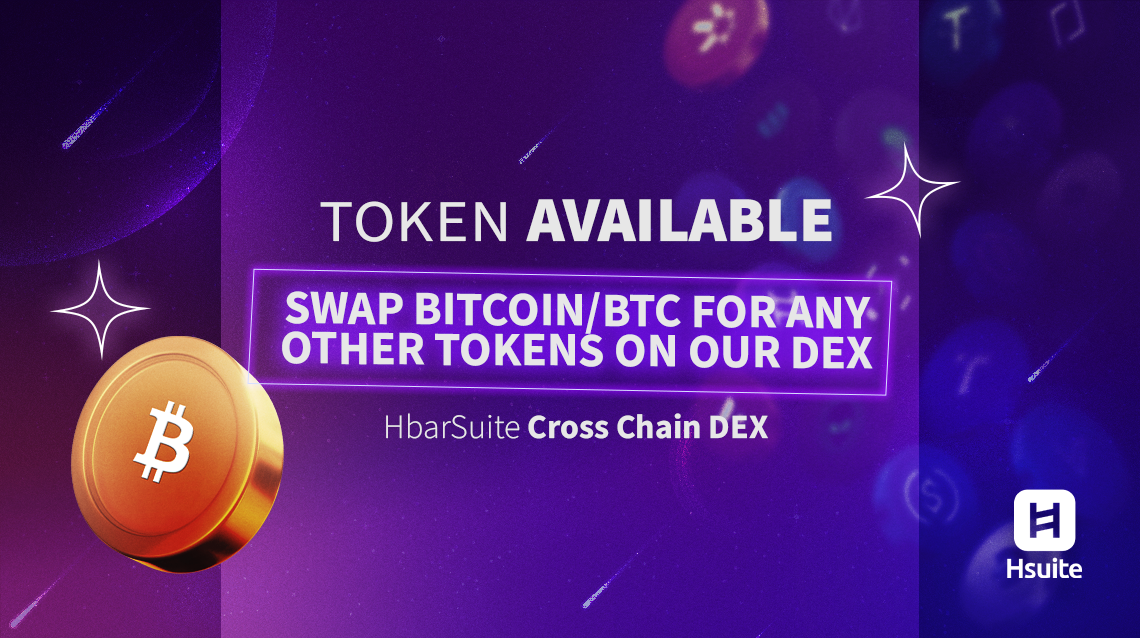 TOKEN AVAILABLE
SWAP BITCOIN/BTC FOR ANY
OTHER TOKENS ON OUR DEX
HbarSuite Cross Chain DEX
Hsuite